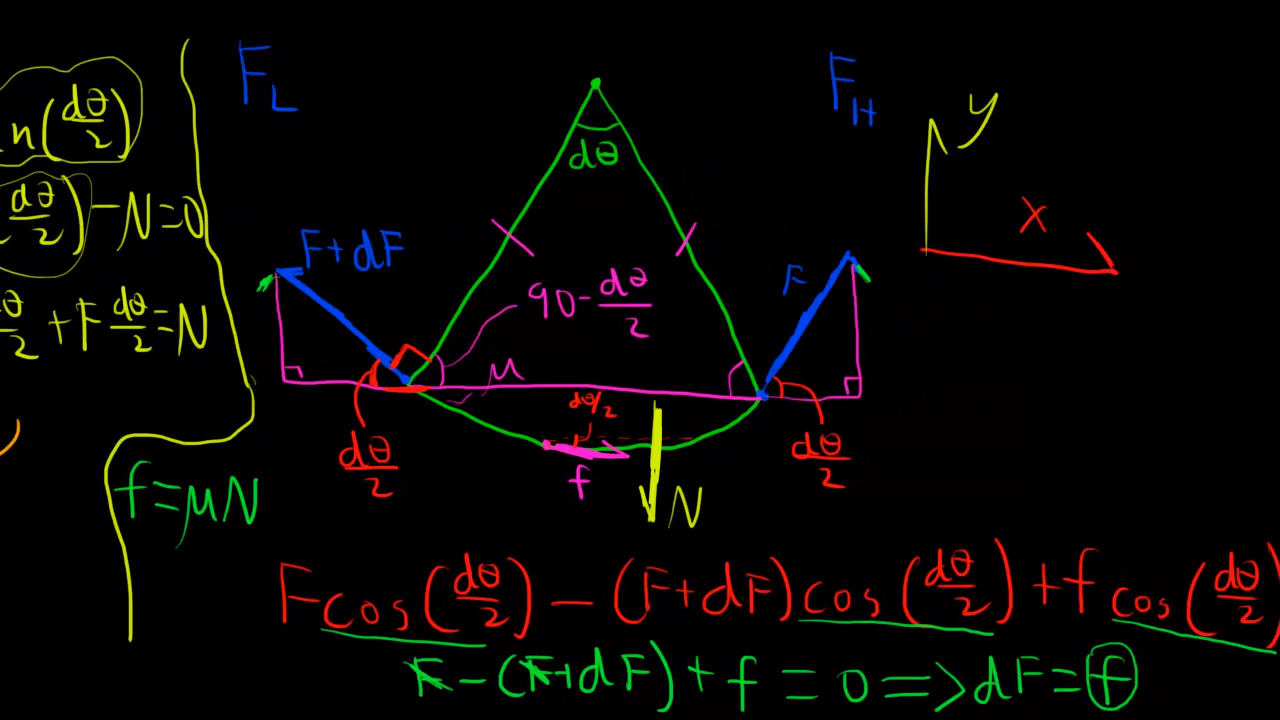 n(dθ/2)
dθ/2) - N = 0
θ/2 + F dθ/2 = N
f = μN
F_L
F_H
dθ
F + dF
F
90 - dθ/2
μ
dθ/2
dθ/2
dθ/2
f
N
y
x
F cos(dθ/2) - (F + dF) cos(dθ/2) + f cos(dθ/2)
F - (F + dF) + f = 0 => dF = f